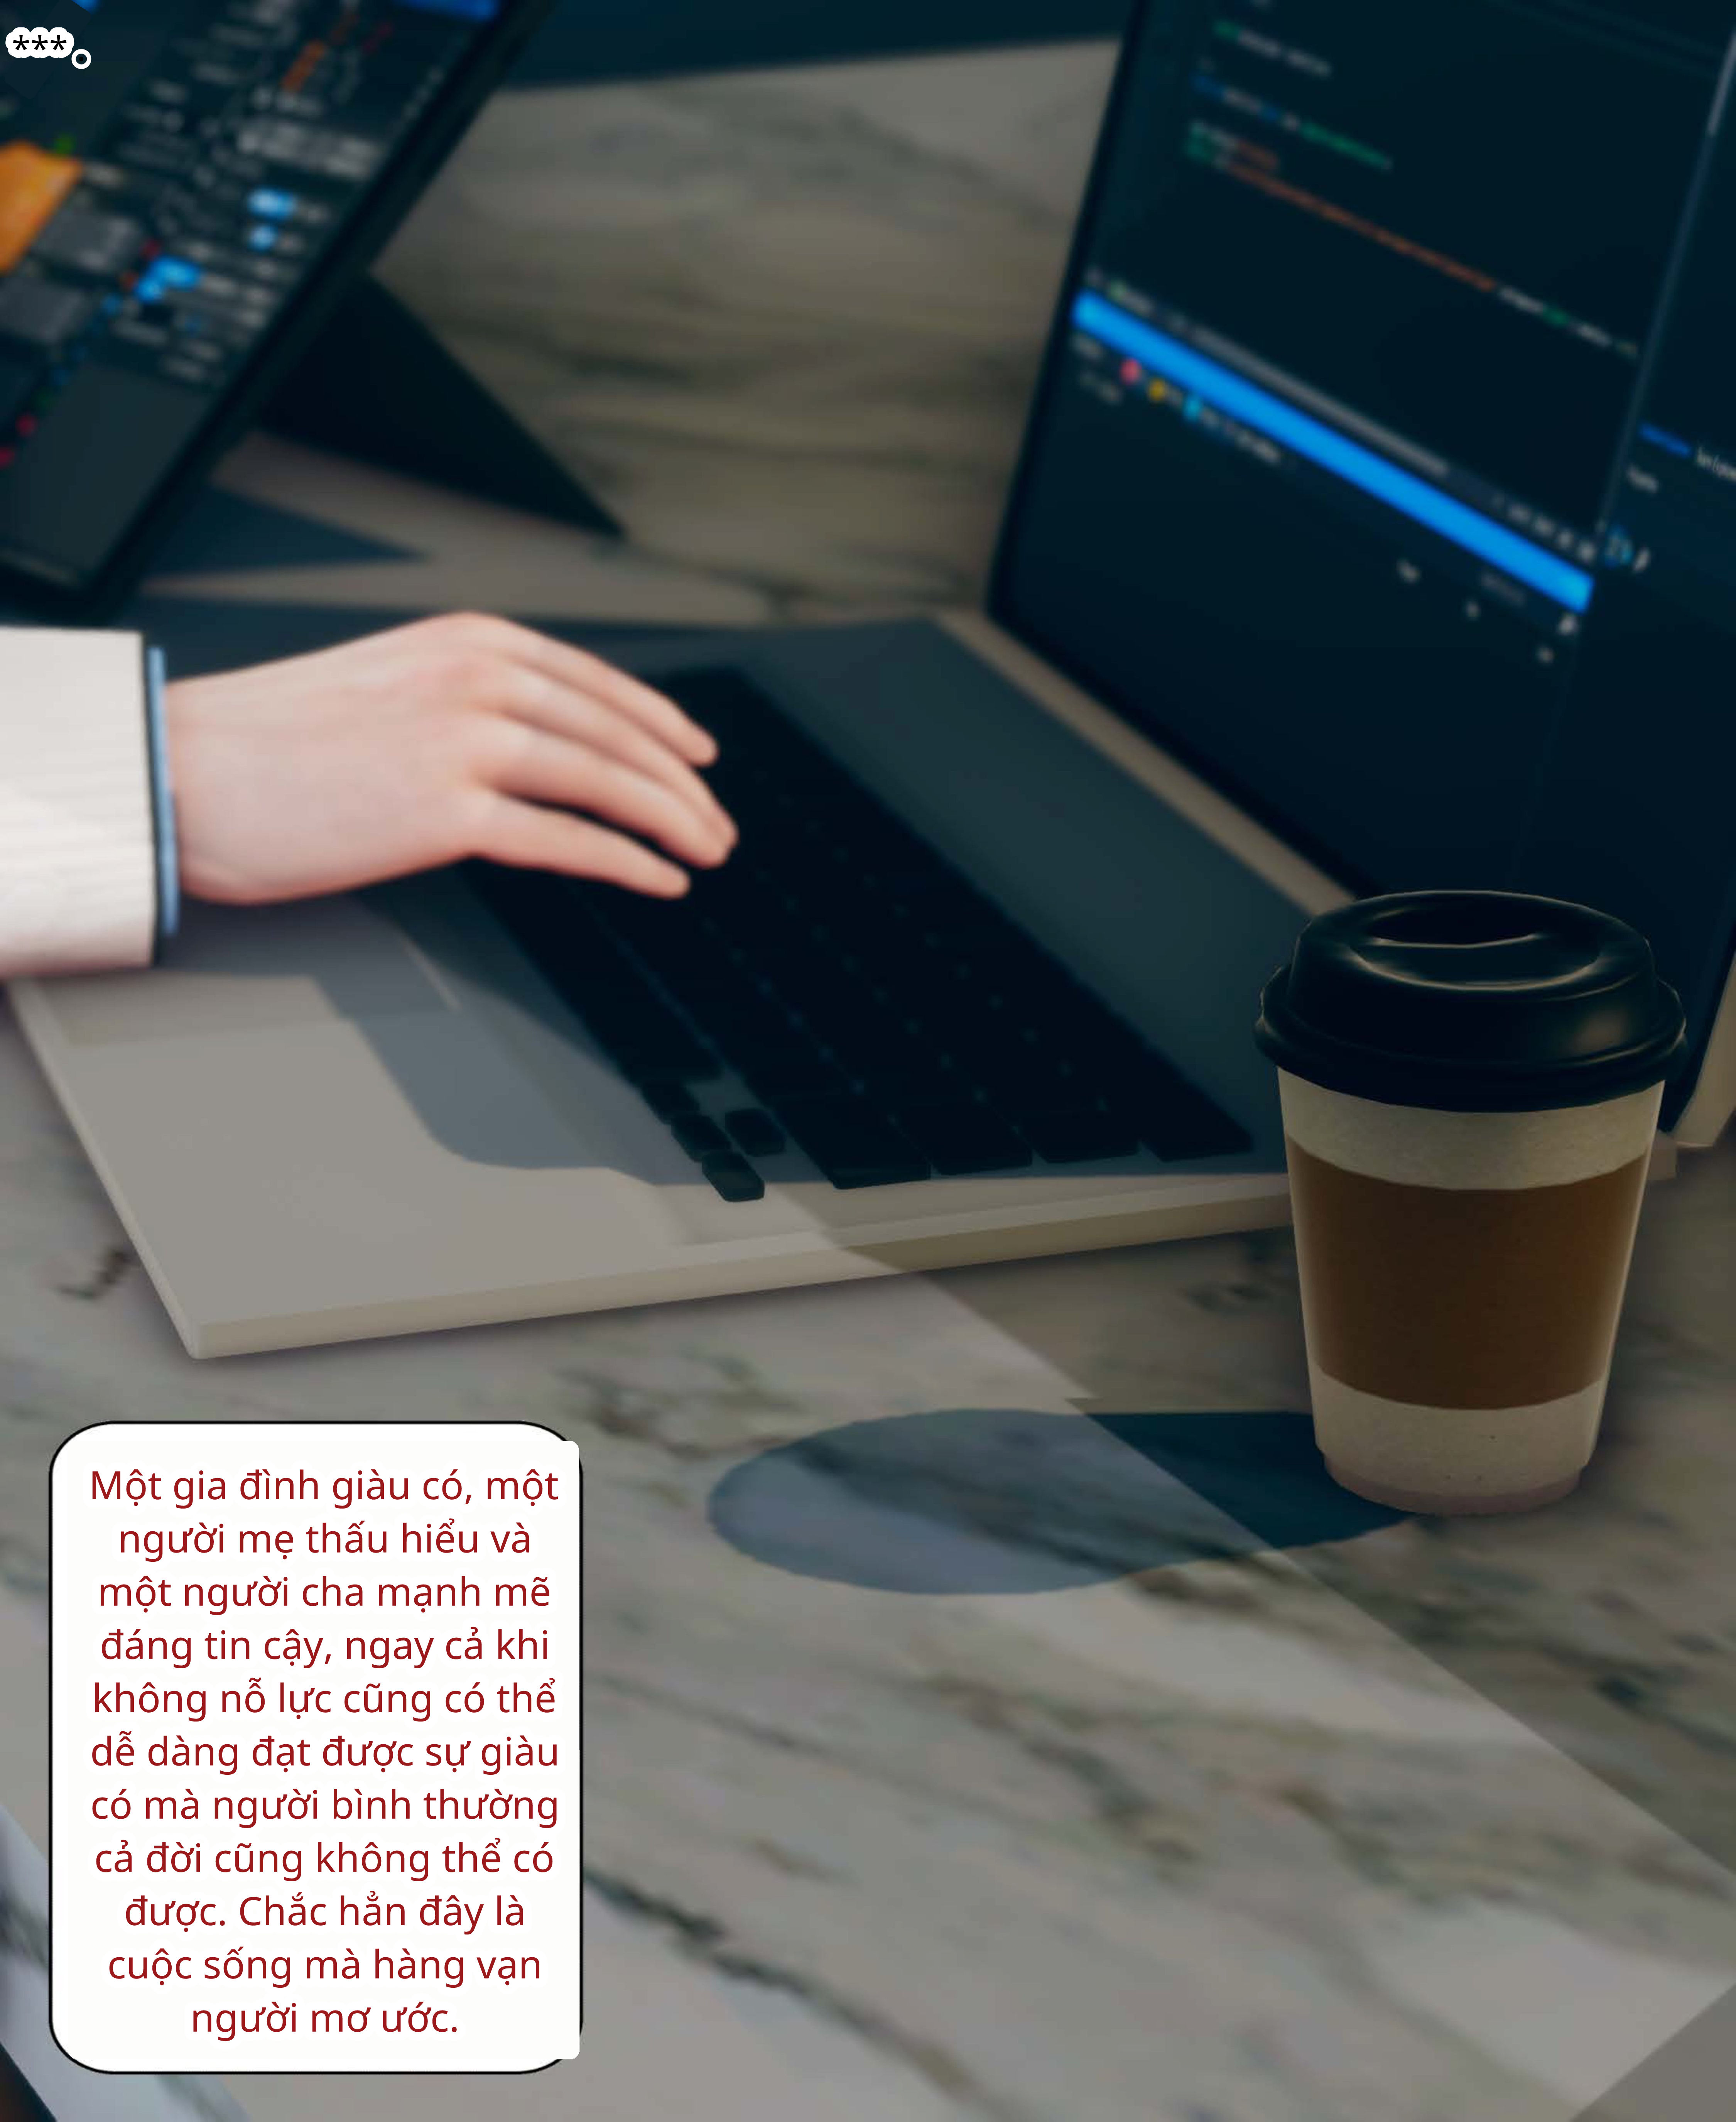 ***。
Một gia đình giàu có, một
người mẹ thấu hiểu và
một người cha mạnh mẽ
đáng tin cậy, ngay cả khi
không nỗ lực cũng có thể
dễ dàng đạt được sự giàu
có mà người bình thường
cả đời cũng không thể có
được. Chắc hẳn đây là
cuộc sống mà hàng vạn
người mơ ước.